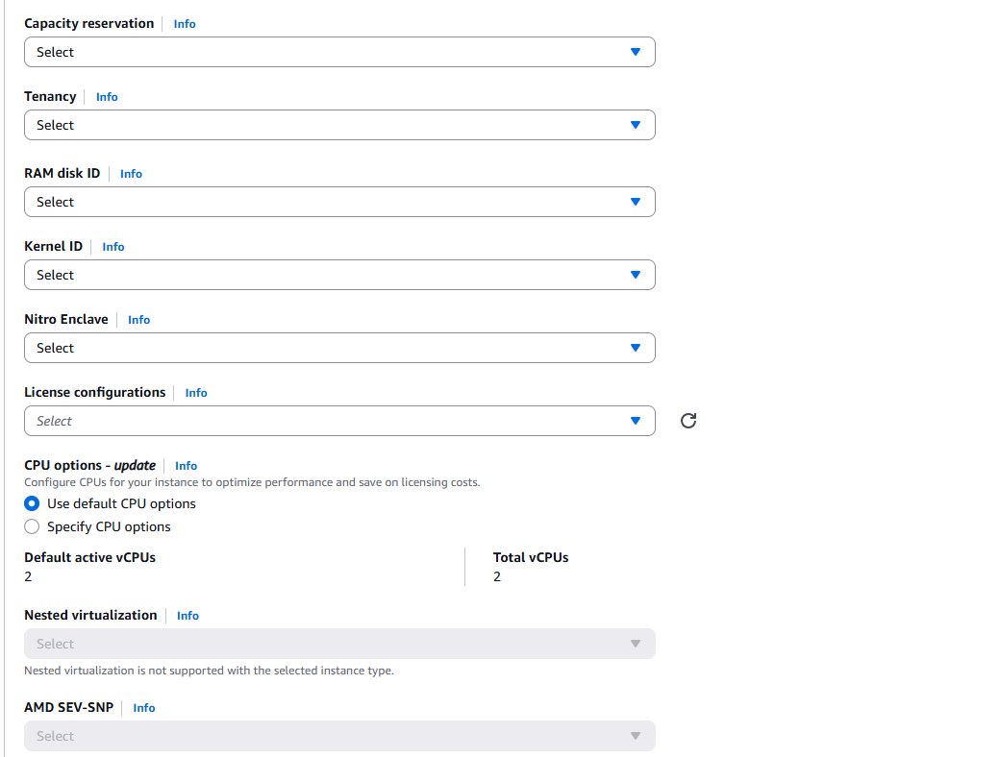 Capacity reservation Info
Select
Tenancy Info
Select
RAM disk ID Info
Select
Kernel ID Info
Select
Nitro Enclave Info
Select
License configurations Info
Select
CPU options - update Info
Configure CPUs for your instance to optimize performance and save on licensing costs.
Use default CPU options
Specify CPU options
Default active vCPUs Total vCPUs
2 2
Nested virtualization Info
Select
Nested virtualization is not supported with the selected instance type.
AMD SEV-SNP Info
Select